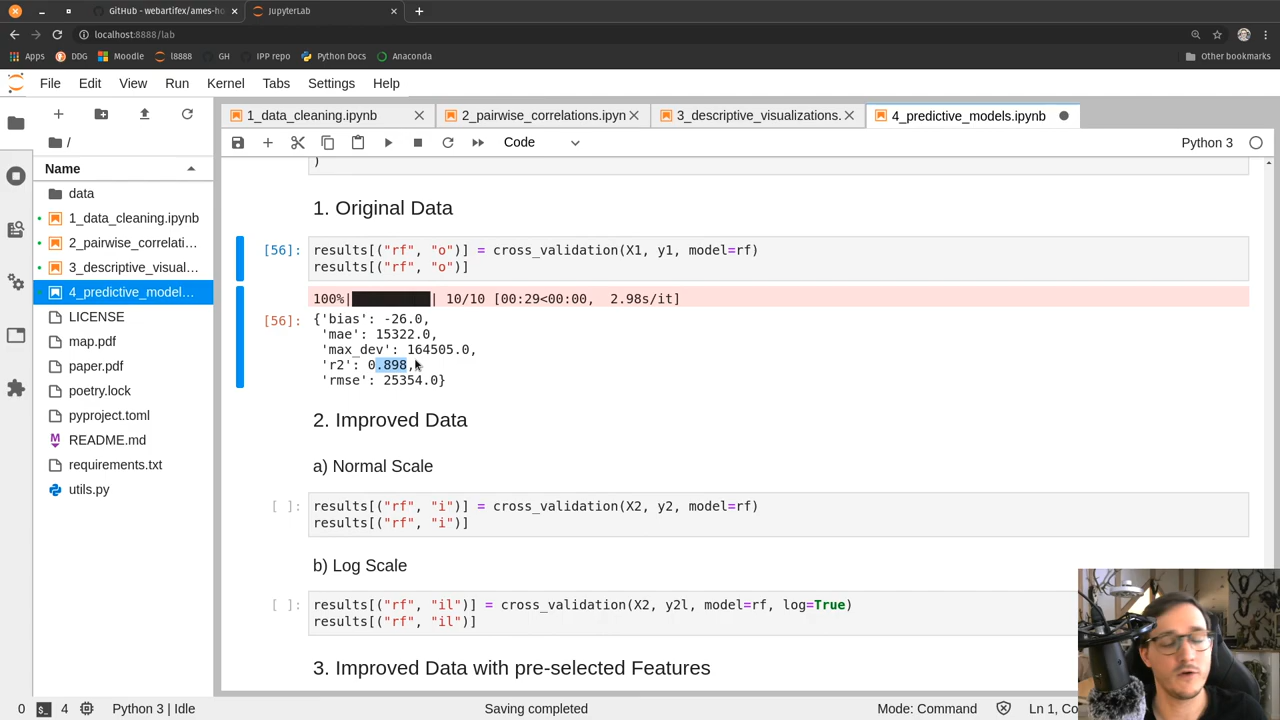 GitHub - webartifex/ames-ho
JupyterLab
localhost:8888/lab
Apps
DDG
Moodle
l8888
GH
IPP repo
Python Docs
Anaconda
Other bookmarks
File Edit View Run Kernel Tabs Settings Help
1_data_cleaning.ipynb
2_pairwise_correlations.ipyn
3_descriptive_visualizations.
4_predictive_models.ipynb
/
Code
Python 3
Name
data
1_data_cleaning.ipynb
2_pairwise_correlati…
3_descriptive_visual…
4_predictive_model…
LICENSE
map.pdf
paper.pdf
poetry.lock
pyproject.toml
README.md
requirements.txt
utils.py
)
1. Original Data
[56]: results[("rf", "o")] = cross_validation(X1, y1, model=rf)
results[("rf", "o")]
100%|██████████| 10/10 [00:29<00:00, 2.98s/it]
[56]: {'bias': -26.0,
'mae': 15322.0,
'max_dev': 164505.0,
'r2': 0.898,
'rmse': 25354.0}
2. Improved Data
a) Normal Scale
[ ]: results[("rf", "i")] = cross_validation(X2, y2, model=rf)
results[("rf", "i")]
b) Log Scale
[ ]: results[("rf", "il")] = cross_validation(X2, y2l, model=rf, log=True)
results[("rf", "il")]
3. Improved Data with pre-selected Features
0
4
Python 3 | Idle
Saving completed
Mode: Command
Ln 1, Co